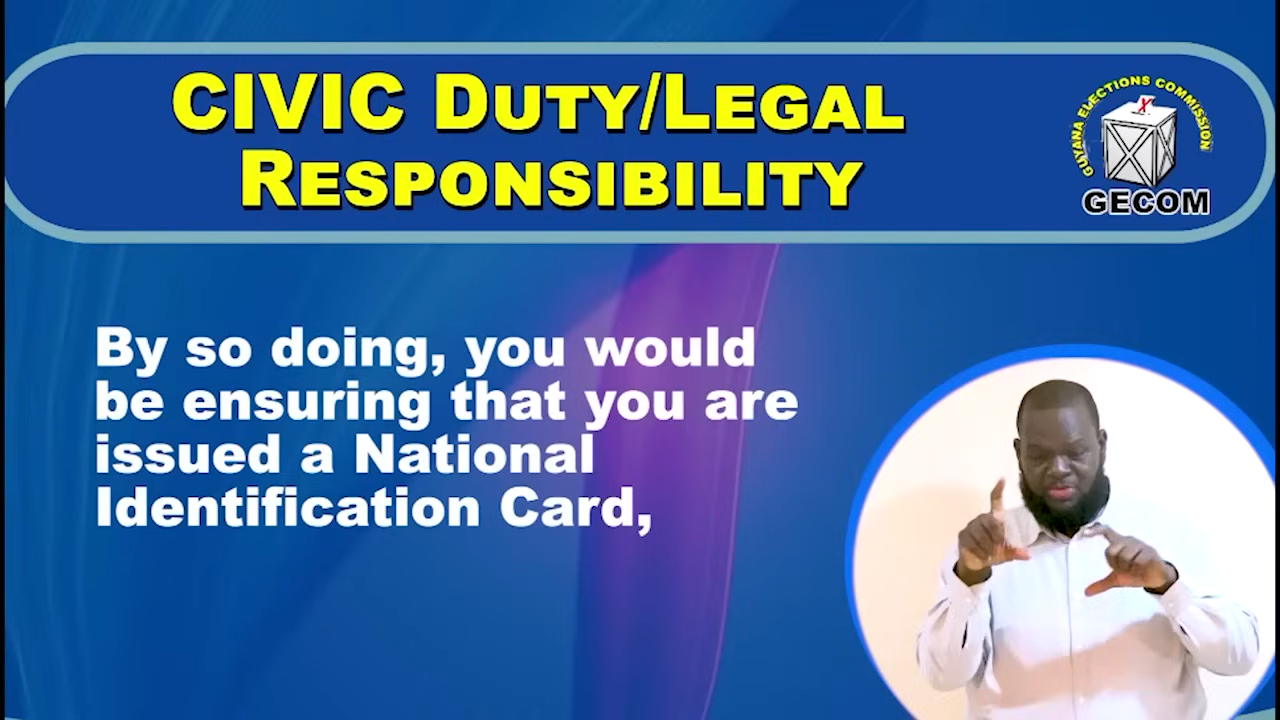 CIVIC DUTY/LEGAL
RESPONSIBILITY
GUYANA ELECTIONS COMMISSION
X
GECOM
By so doing, you would
be ensuring that you are
issued a National
Identification Card,